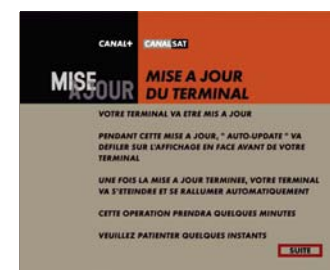 CANAL+ CANALSAT
MISE A JOUR
MISE A JOUR
DU TERMINAL
VOTRE TERMINAL VA ETRE MIS A JOUR
PENDANT CETTE MISE A JOUR, " AUTO-UPDATE " VA
DEFILER SUR L'AFFICHAGE EN FACE AVANT DE VOTRE
TERMINAL
UNE FOIS LA MISE A JOUR TERMINEE, VOTRE TERMINAL
VA S'ETEINDRE ET SE RALLUMER AUTOMATIQUEMENT
CETTE OPERATION PRENDRA QUELQUES MINUTES
VEUILLEZ PATIENTER QUELQUES INSTANTS
SUITE